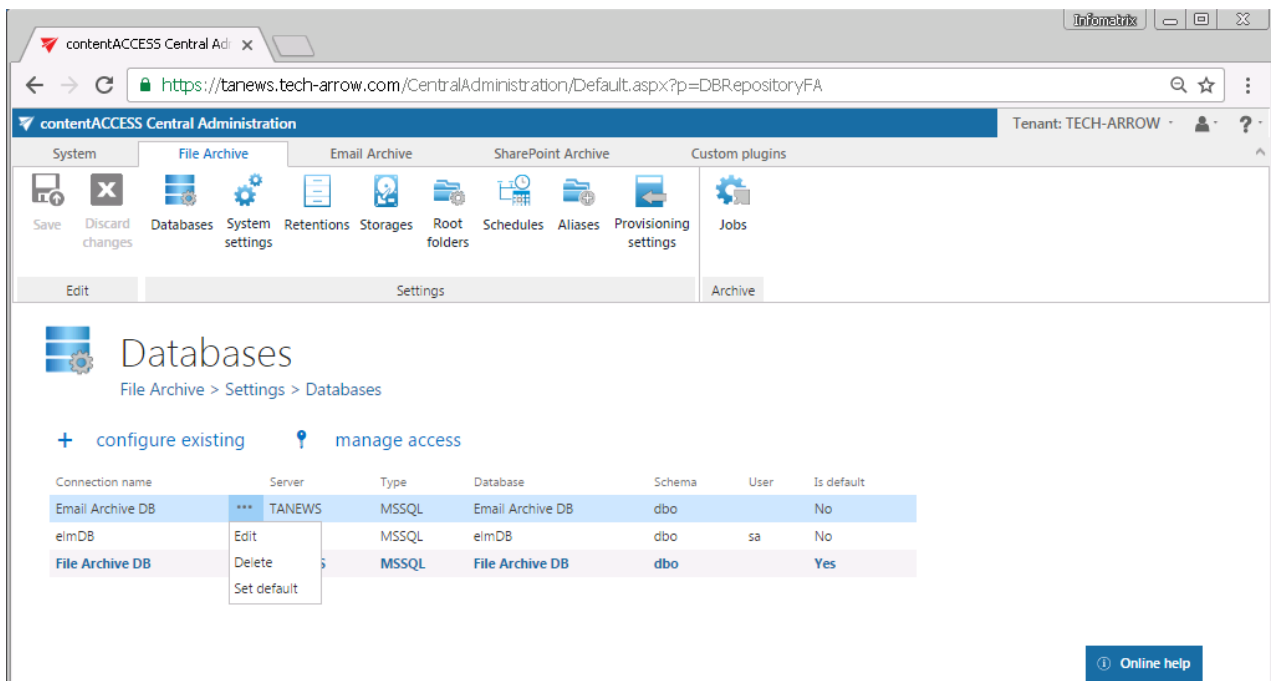 Infomatrix
contentACCESS Central Adr
https://tanews.tech-arrow.com/CentralAdministration/Default.aspx?p=DBRepositoryFA
contentACCESS Central Administration Tenant: TECH-ARROW ?
System File Archive Email Archive SharePoint Archive Custom plugins
Save Discard changes Databases System settings Retentions Storages Root folders Schedules Aliases Provisioning settings Jobs
Edit Settings Archive
Databases
File Archive > Settings > Databases
+ configure existing manage access
Connection name Server Type Database Schema User Is default
Email Archive DB ••• TANEWS MSSQL Email Archive DB dbo No
elmDB Edit MSSQL elmDB dbo sa No
File Archive DB Delete S MSSQL File Archive DB dbo Yes
Set default
Online help